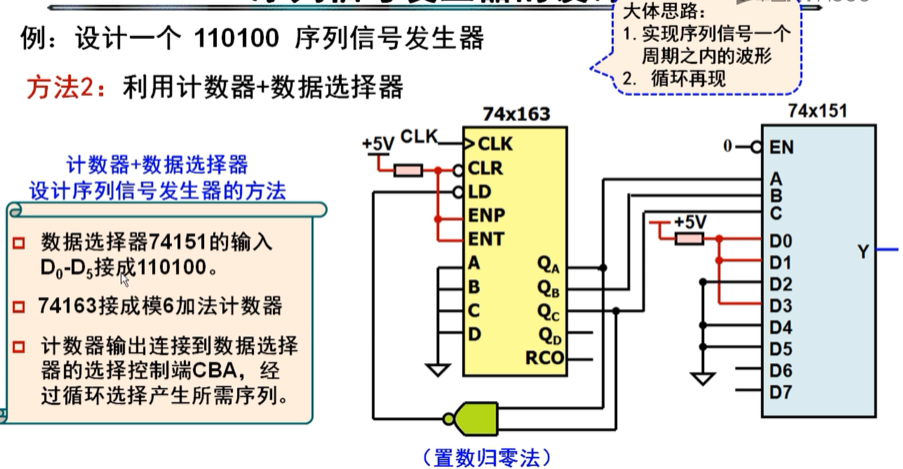 例：设计一个 110100 序列信号发生器
大体思路：
1. 实现序列信号一个
周期之内的波形
2. 循环再现
方法2：利用计数器+数据选择器
计数器+数据选择器
设计序列信号发生器的方法
数据选择器74151的输入
D0-D5接成110100。
74163接成模6加法计数器
计数器输出连接到数据选择
器的选择控制端CBA，经
过循环选择产生所需序列。
74x163
+5V
CLK
CLK
CLR
LD
ENP
ENT
A
B
C
D
QA
QB
QC
QD
RCO
（置数归零法）
74x151
0
EN
A
B
C
+5V
D0
D1
D2
D3
D4
D5
D6
D7
Y